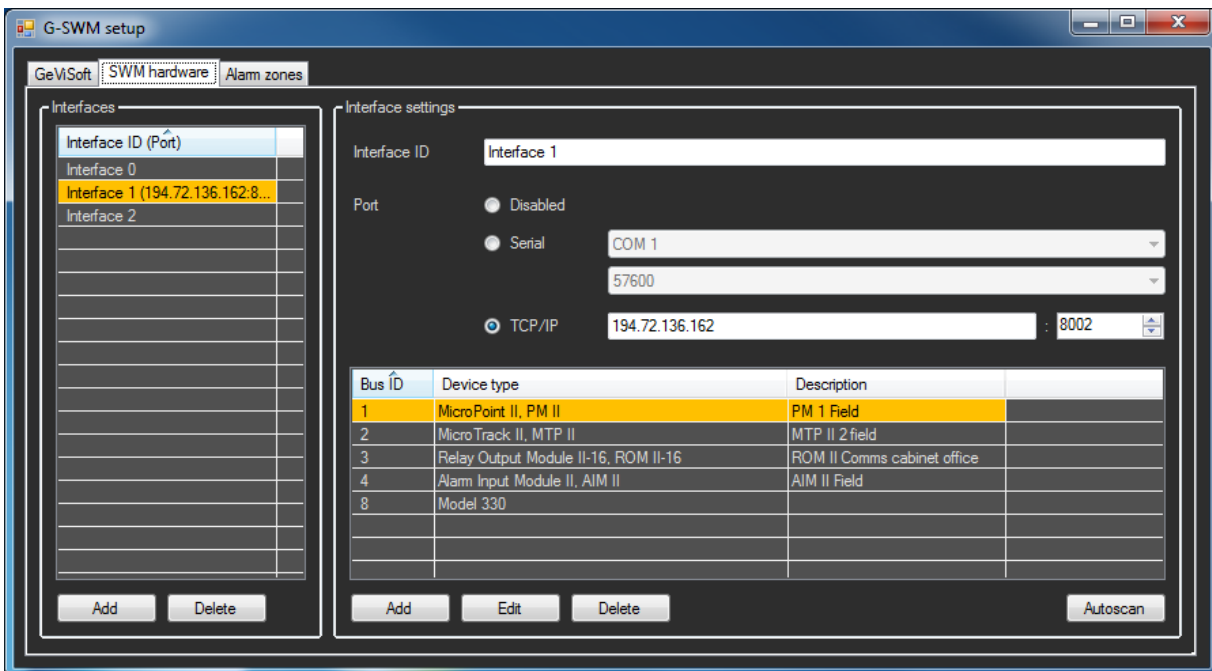 G-SWM setup
GeViSoft SWM hardware Alarm zones
Interfaces
Interface ID (Port)
Interface 0
Interface 1 (194.72.136.162:8...
Interface 2
Add Delete
Interface settings
Interface ID Interface 1
Port Disabled
Serial COM 1
57600
TCP/IP 194.72.136.162 : 8002
Bus ID Device type Description
1 MicroPoint II, PM II PM 1 Field
2 MicroTrack II, MTP II MTP II 2 field
3 Relay Output Module II-16, ROM II-16 ROM II Comms cabinet office
4 Alarm Input Module II, AIM II AIM II Field
8 Model 330
Add Edit Delete Autoscan